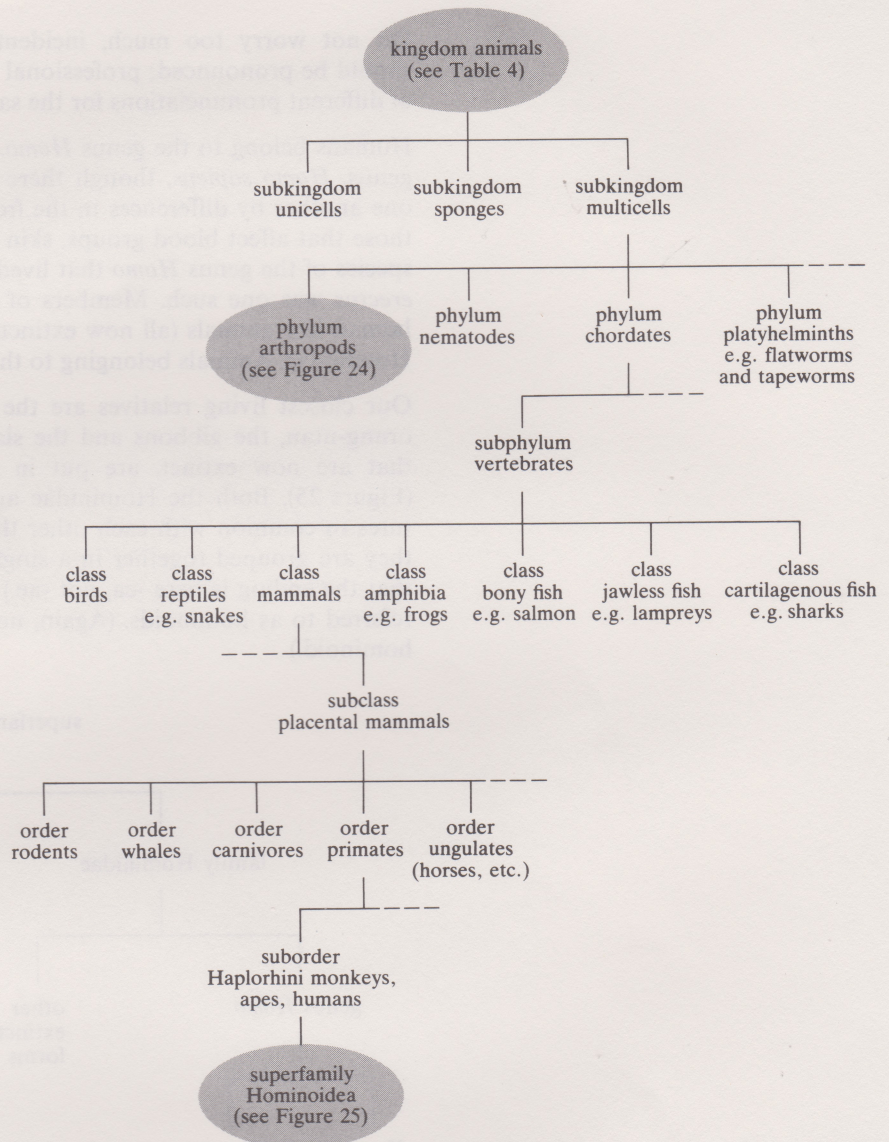 kingdom animals
(see Table 4)
subkingdom
unicells
subkingdom
sponges
subkingdom
multicells
phylum
arthropods
(see Figure 24)
phylum
nematodes
phylum
chordates
phylum
platyhelminths
e.g. flatworms
and tapeworms
subphylum
vertebrates
class
birds
class
reptiles
e.g. snakes
class
mammals
class
amphibia
e.g. frogs
class
bony fish
e.g. salmon
class
jawless fish
e.g. lampreys
class
cartilagenous fish
e.g. sharks
subclass
placental mammals
order
rodents
order
whales
order
carnivores
order
primates
order
ungulates
(horses, etc.)
suborder
Haplorhini monkeys,
apes, humans
superfamily
Hominoidea
(see Figure 25)